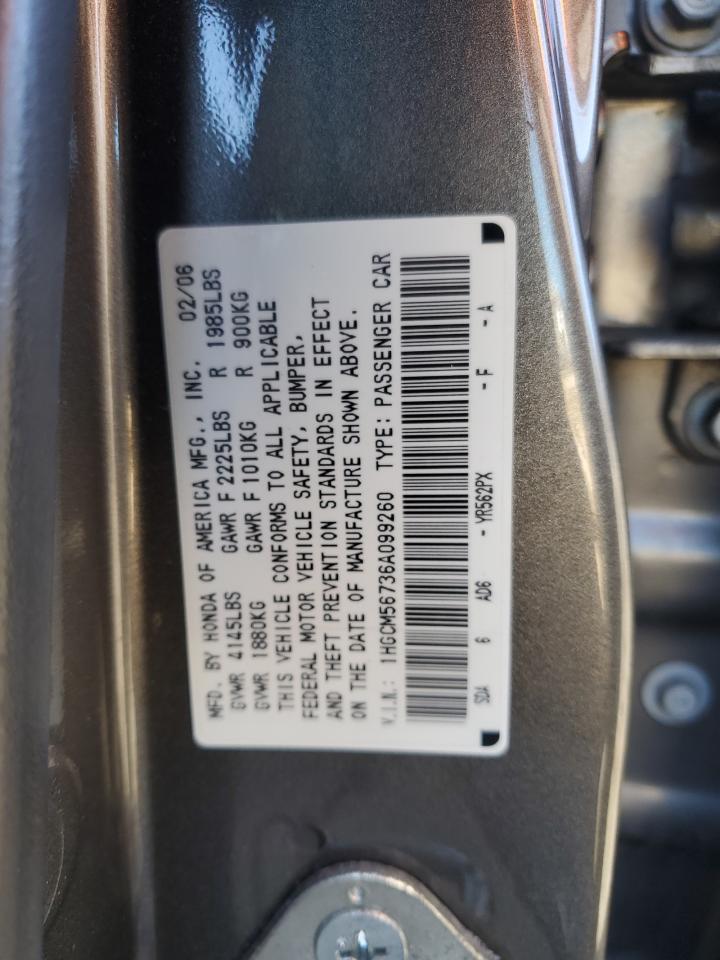 MFD. BY HONDA OF AMERICA MFG., INC. 02/06
GVWR 4145LBS GAWR F 2225LBS R 1985LBS
GVWR 1880KG GAWR F 1010KG R 900KG
THIS VEHICLE CONFORMS TO ALL APPLICABLE
FEDERAL MOTOR VEHICLE SAFETY, BUMPER,
AND THEFT PREVENTION STANDARDS IN EFFECT
ON THE DATE OF MANUFACTURE SHOWN ABOVE.
V.I.N.: 1HGCM56736A099260 TYPE: PASSENGER CAR
SDA 6 AD6 - YR562PX - F - A